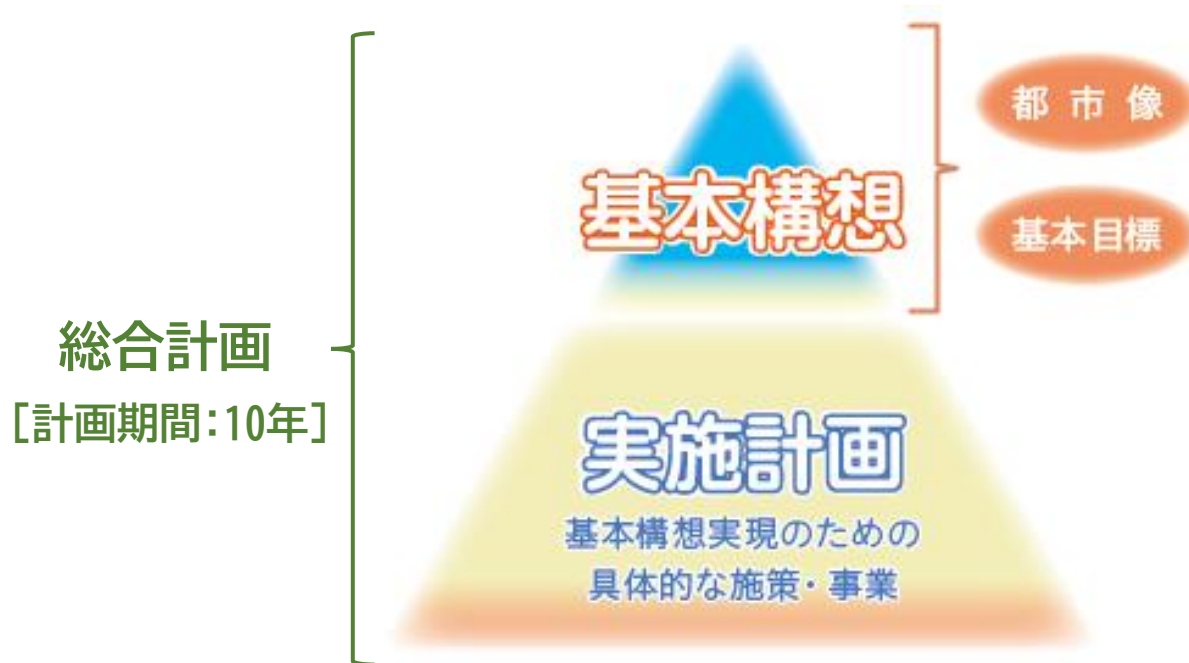 都市像
基本構想
基本目標
総合計画
[計画期間:10年]
実施計画
基本構想実現のための
具体的な施策・事業